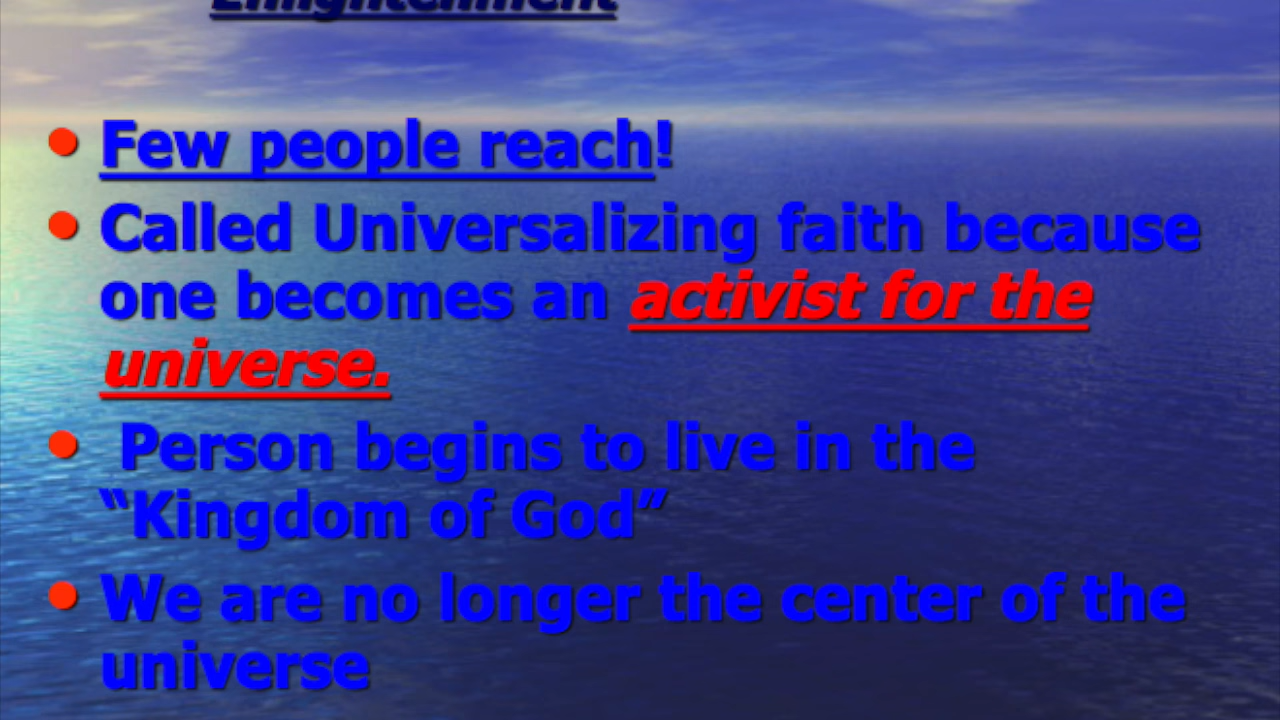 Enlightenment
• Few people reach!
• Called Universalizing faith because
one becomes an activist for the
universe.
• Person begins to live in the
“Kingdom of God”
• We are no longer the center of the
universe